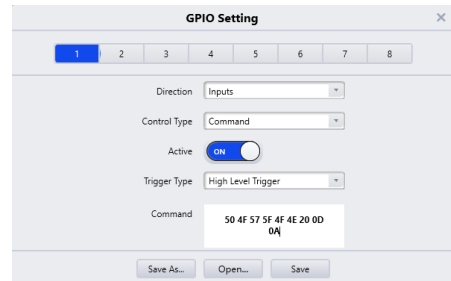 GPIO Setting
1 2 3 4 5 6 7 8
Direction Inputs
Control Type Command
Active ON
Trigger Type High Level Trigger
Command 50 4F 57 5F 4F 4E 20 0D
0A
Save As... Open... Save